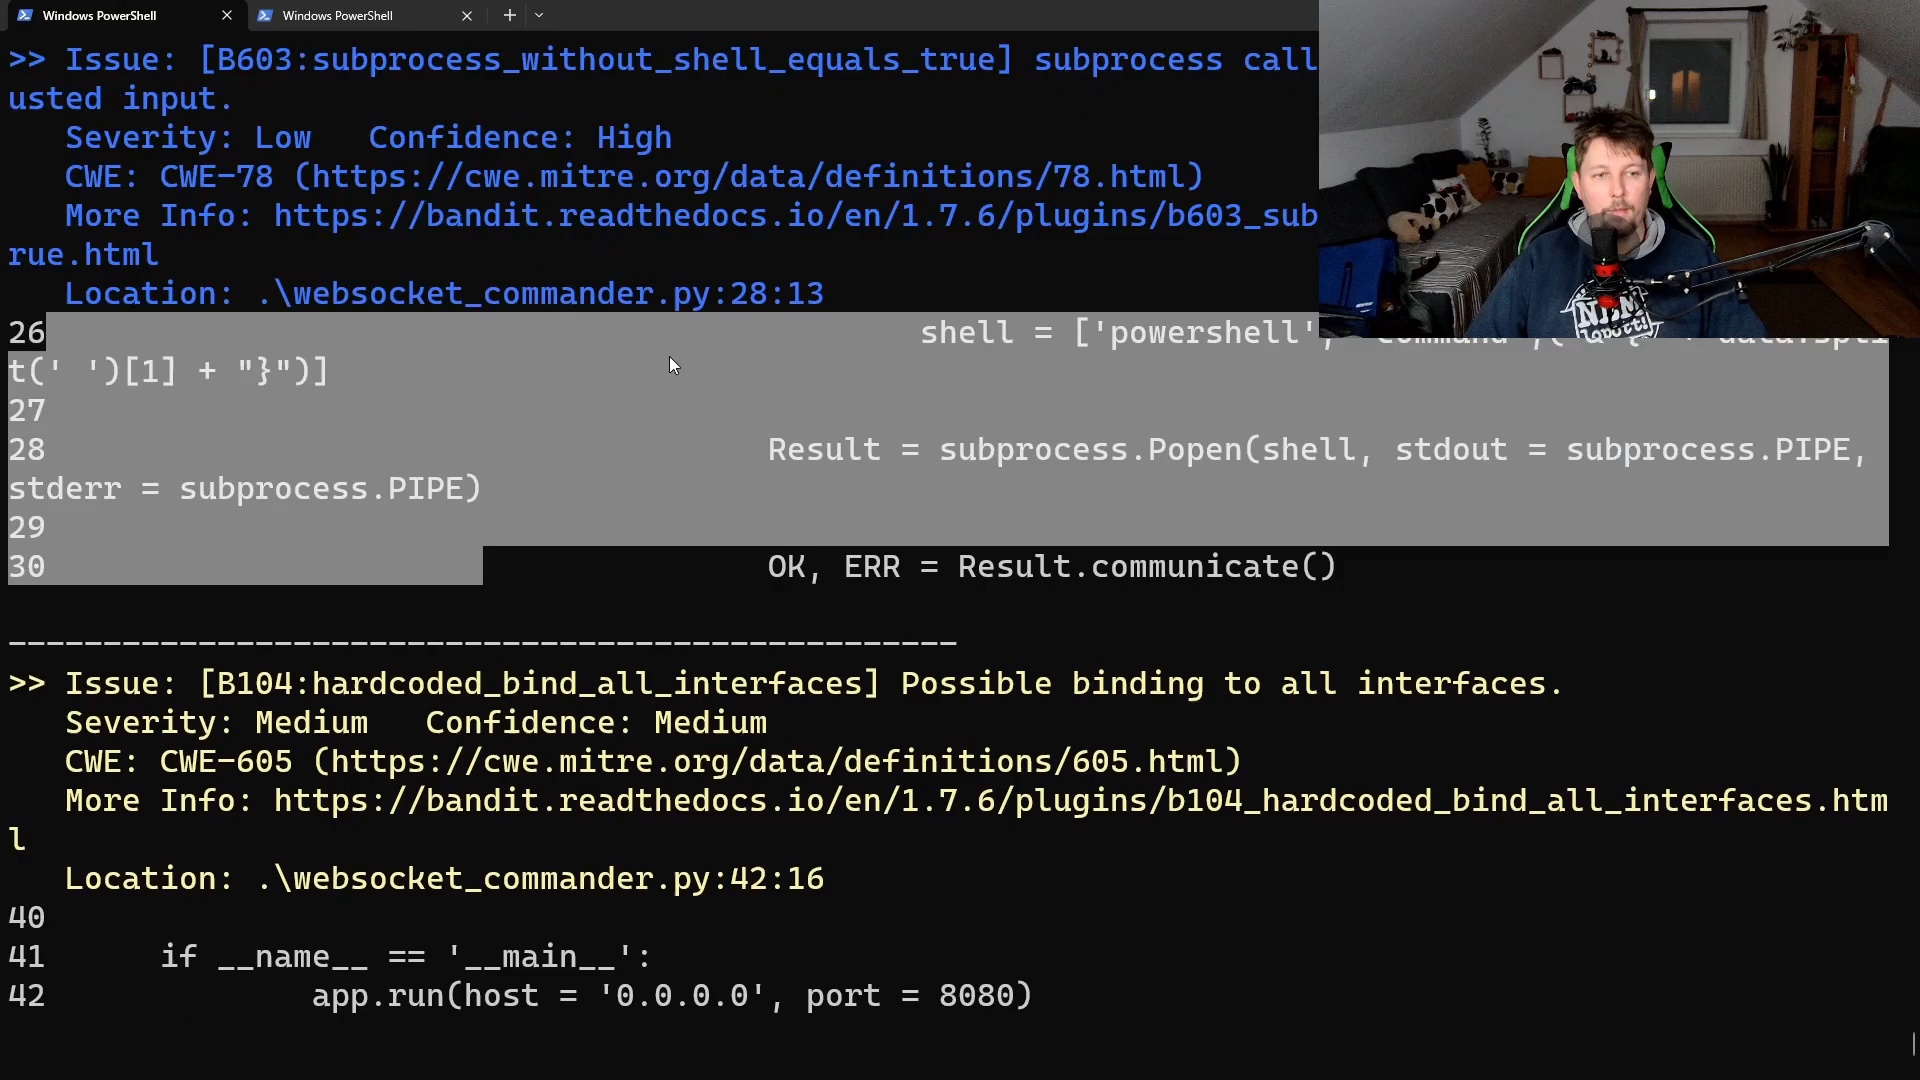 Windows PowerShell
Windows PowerShell
>> Issue: [B603:subprocess_without_shell_equals_true] subprocess call
usted input.
Severity: Low   Confidence: High
CWE: CWE-78 (https://cwe.mitre.org/data/definitions/78.html)
More Info: https://bandit.readthedocs.io/en/1.7.6/plugins/b603_sub
rue.html
Location: .\websocket_commander.py:28:13
26 shell = ['powershell',
t(' ')[1] + "}")]
27
28 Result = subprocess.Popen(shell, stdout = subprocess.PIPE,
stderr = subprocess.PIPE)
29
30 OK, ERR = Result.communicate()
--------------------------------------------------
>> Issue: [B104:hardcoded_bind_all_interfaces] Possible binding to all interfaces.
Severity: Medium   Confidence: Medium
CWE: CWE-605 (https://cwe.mitre.org/data/definitions/605.html)
More Info: https://bandit.readthedocs.io/en/1.7.6/plugins/b104_hardcoded_bind_all_interfaces.htm
l
Location: .\websocket_commander.py:42:16
40
41 if __name__ == '__main__':
42 app.run(host = '0.0.0.0', port = 8080)